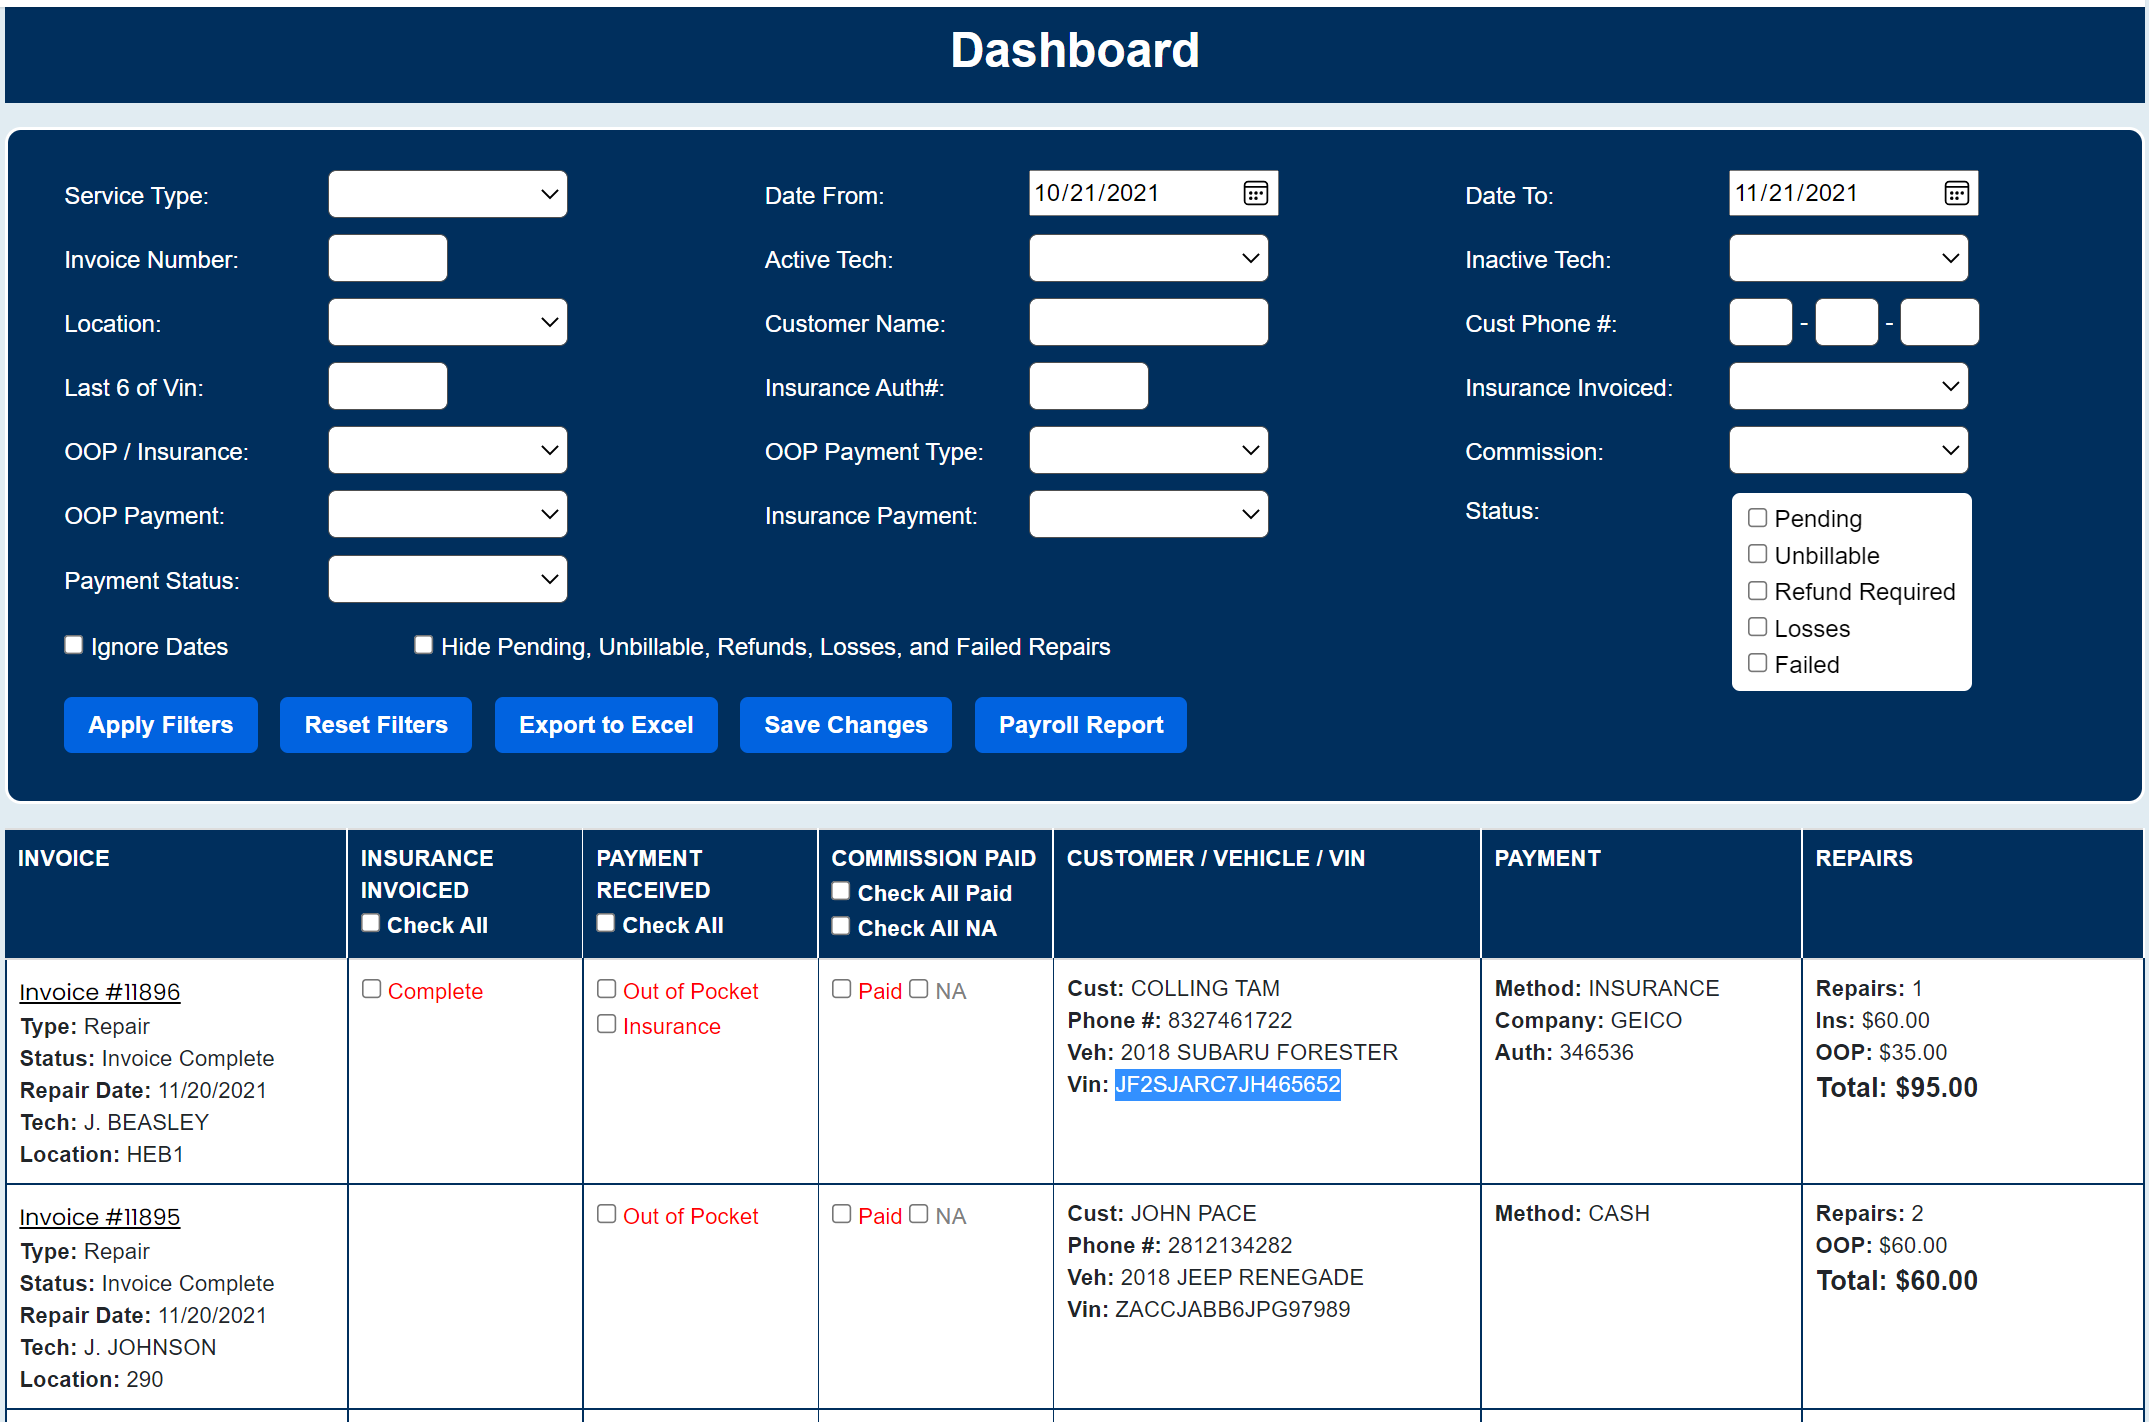 Dashboard
Service Type:
Date From: 10/21/2021
Date To: 11/21/2021
Invoice Number:
Active Tech:
Inactive Tech:
Location:
Customer Name:
Cust Phone #: - -
Last 6 of Vin:
Insurance Auth#:
Insurance Invoiced:
OOP / Insurance:
OOP Payment Type:
Commission:
OOP Payment:
Insurance Payment:
Status:
Pending
Unbillable
Refund Required
Losses
Failed
Payment Status:
Ignore Dates
Hide Pending, Unbillable, Refunds, Losses, and Failed Repairs
Apply Filters
Reset Filters
Export to Excel
Save Changes
Payroll Report
INVOICE
INSURANCE
INVOICED
Check All
PAYMENT
RECEIVED
Check All
COMMISSION PAID
Check All Paid
Check All NA
CUSTOMER / VEHICLE / VIN
PAYMENT
REPAIRS
Invoice #11896
Type: Repair
Status: Invoice Complete
Repair Date: 11/20/2021
Tech: J. BEASLEY
Location: HEB1
Complete
Out of Pocket
Insurance
Paid NA
Cust: COLLING TAM
Phone #: 8327461722
Veh: 2018 SUBARU FORESTER
Vin: JF2SJARC7JH465652
Method: INSURANCE
Company: GEICO
Auth: 346536
Repairs: 1
Ins: $60.00
OOP: $35.00
Total: $95.00
Invoice #11895
Type: Repair
Status: Invoice Complete
Repair Date: 11/20/2021
Tech: J. JOHNSON
Location: 290
Out of Pocket
Paid NA
Cust: JOHN PACE
Phone #: 2812134282
Veh: 2018 JEEP RENEGADE
Vin: ZACCJABB6JPG97989
Method: CASH
Repairs: 2
OOP: $60.00
Total: $60.00